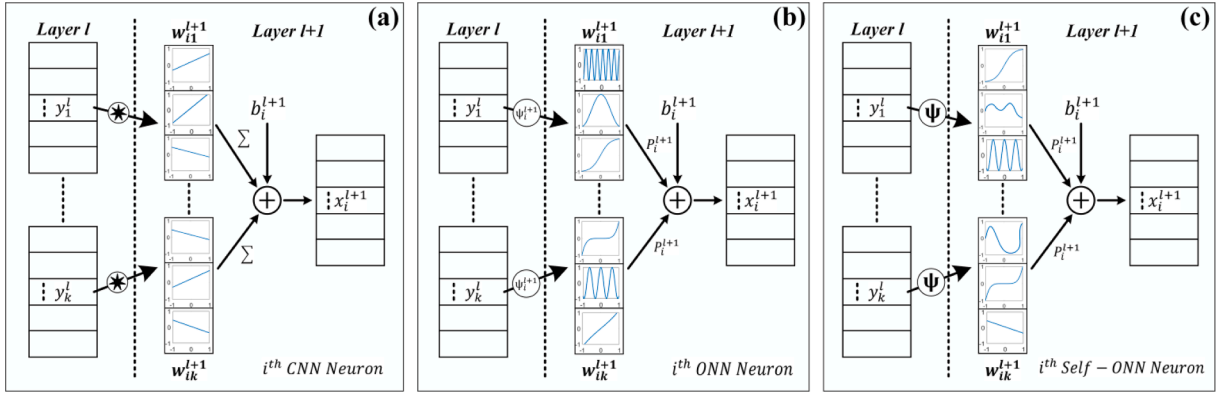 (a)
Layer l
w_{i1}^{l+1}
Layer l+1
y_1^l
b_i^{l+1}
Σ
x_i^{l+1}
Σ
y_k^l
w_{ik}^{l+1}
i^{th} CNN Neuron
(b)
Layer l
w_{i1}^{l+1}
Layer l+1
y_1^l
ψ_i^{l+1}
b_i^{l+1}
P_i^{l+1}
x_i^{l+1}
P_i^{l+1}
y_k^l
ψ_i^{l+1}
w_{ik}^{l+1}
i^{th} ONN Neuron
(c)
Layer l
w_{i1}^{l+1}
Layer l+1
y_1^l
Ψ
b_i^{l+1}
P_i^{l+1}
x_i^{l+1}
P_i^{l+1}
y_k^l
Ψ
w_{ik}^{l+1}
i^{th} Self − ONN Neuron